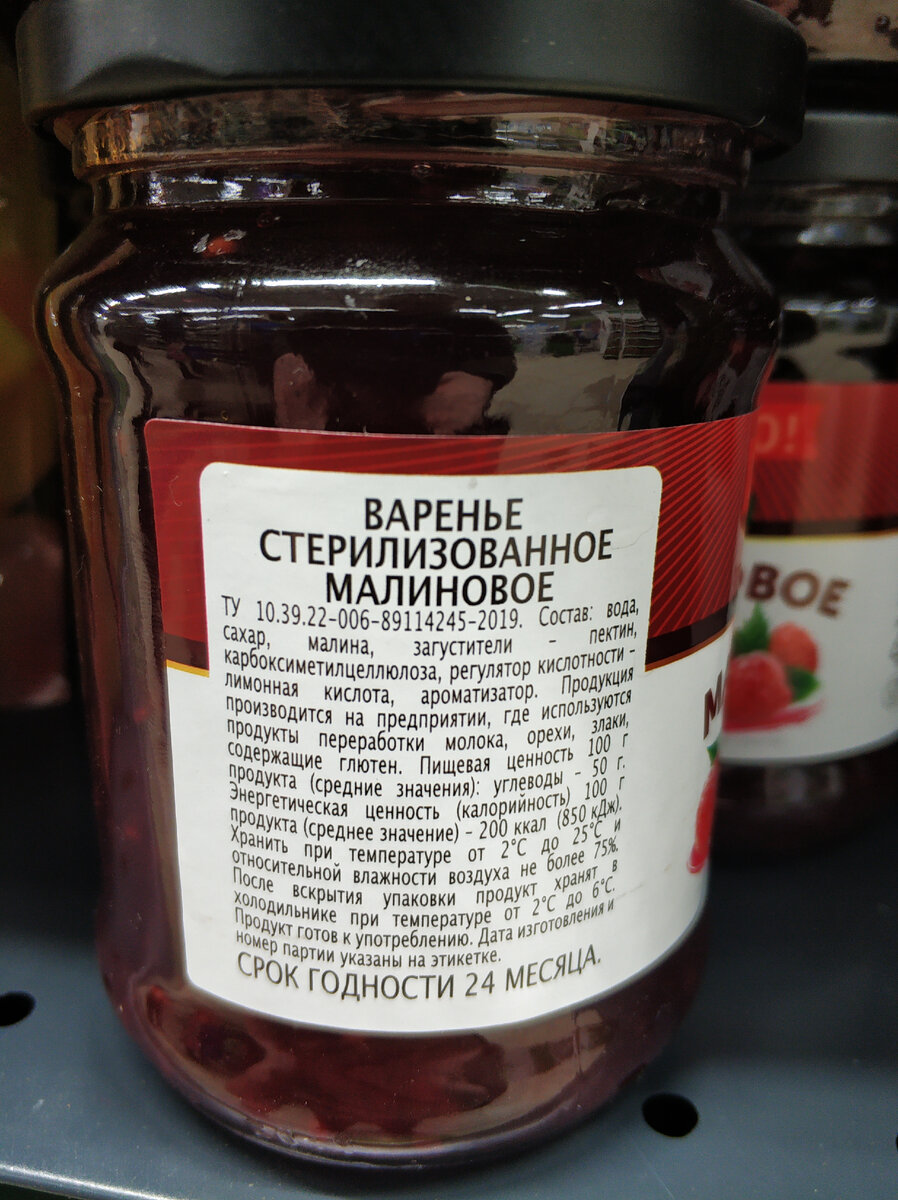 ВАРЕНЬЕ
СТЕРИЛИЗОВАННОЕ
МАЛИНОВОЕ
ТУ 10.39.22-006-89114245-2019. Состав: вода,
сахар, малина, загустители – пектин,
карбоксиметилцеллюлоза, регулятор кислотности –
лимонная кислота, ароматизатор. Продукция
производится на предприятии, где используются
продукты переработки молока, орехи, злаки,
содержащие глютен. Пищевая ценность 100 г
продукта (средние значения): углеводы – 50 г.
Энергетическая ценность (калорийность) 100 г
продукта (среднее значение) – 200 ккал (850 кДж).
Хранить при температуре от 2°С до 25°С и
относительной влажности воздуха не более 75%.
После вскрытия упаковки продукт хранят в
холодильнике при температуре от 2°С до 6°С.
Продукт готов к употреблению. Дата изготовления и
номер партии указаны на этикетке.
СРОК ГОДНОСТИ 24 МЕСЯЦА.
О!
ОВОЕ